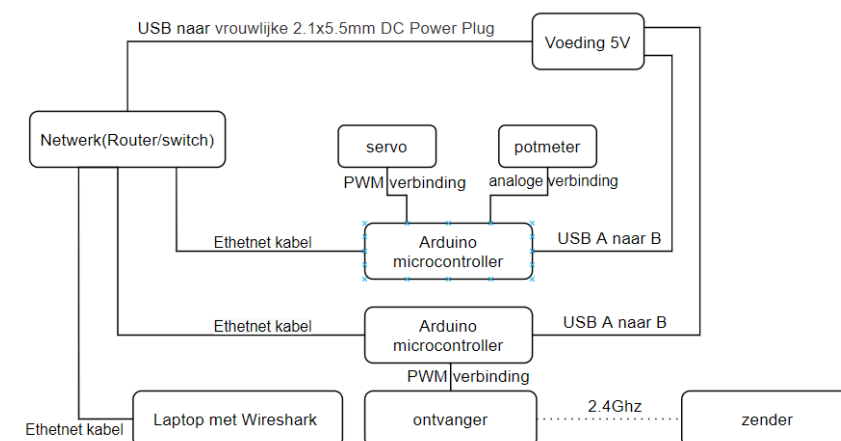 USB naar vrouwlijke 2.1x5.5mm DC Power Plug
Voeding 5V
Netwerk(Router/switch)
servo
potmeter
PWM verbinding
analoge verbinding
Ethetnet kabel
Arduino
microcontroller
USB A naar B
Ethetnet kabel
Arduino
microcontroller
USB A naar B
PWM verbinding
Ethetnet kabel
Laptop met Wireshark
ontvanger
2.4Ghz
zender